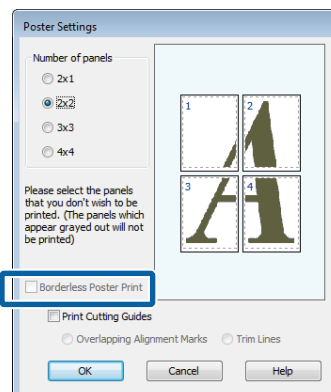 Poster Settings
Number of panels
2x1
2x2
3x3
4x4
1
2
3
4
Please select the panels
that you don't wish to be
printed. (The panels which
appear grayed out will not
be printed)
Borderless Poster Print
Print Cutting Guides
Overlapping Alignment Marks
Trim Lines
OK
Cancel
Help